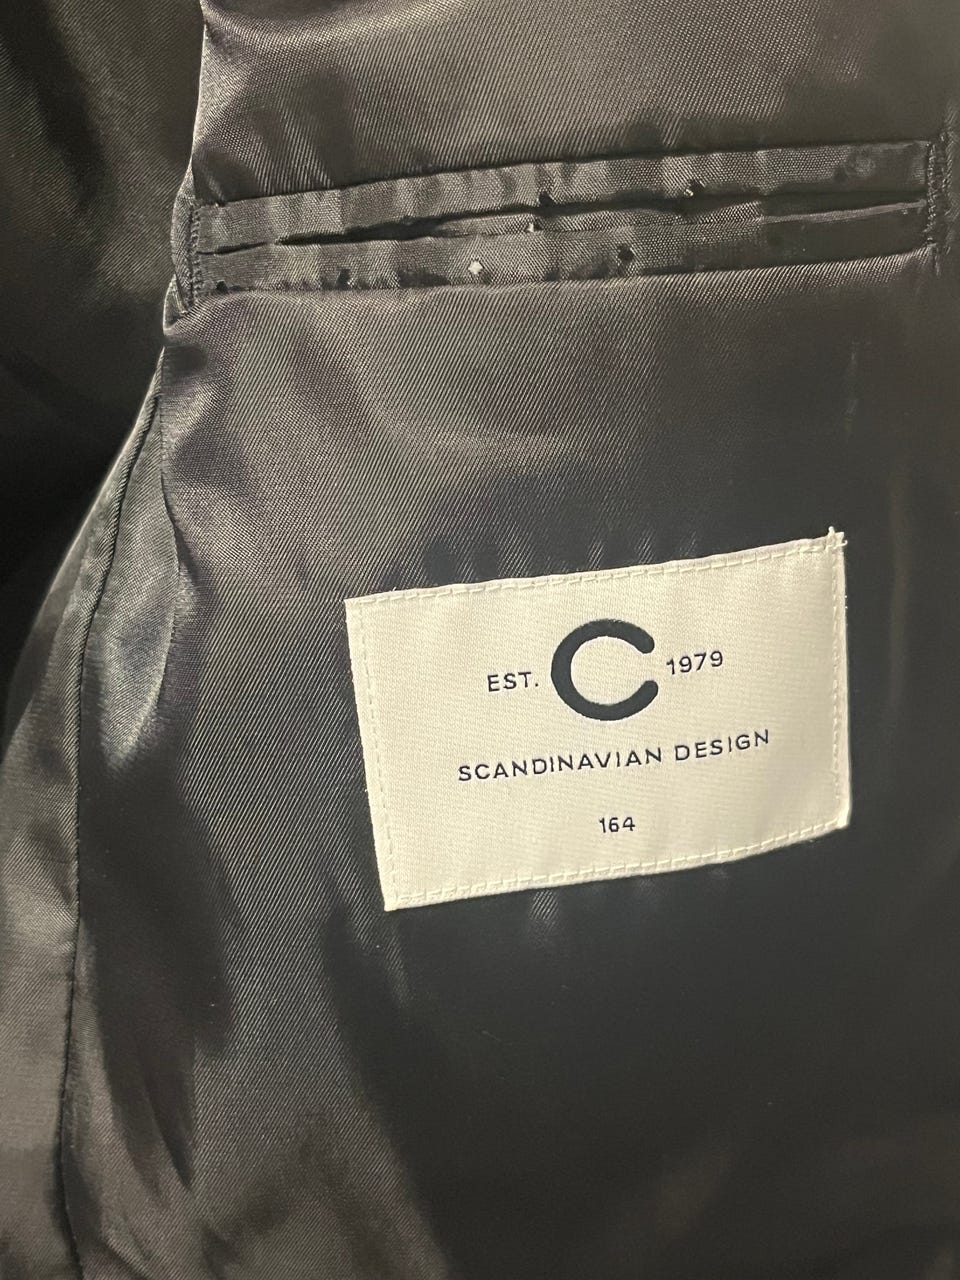 EST. C 1979
SCANDINAVIAN DESIGN
164